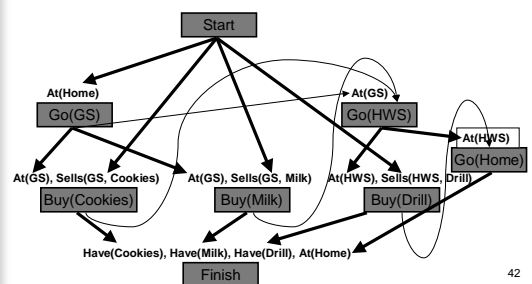 Start
At(Home)
At(GS)
Go(GS)
Go(HWS)
At(HWS)
Go(Home)
At(GS), Sells(GS, Cookies)
At(GS), Sells(GS, Milk)
At(HWS), Sells(HWS, Drill)
Buy(Cookies)
Buy(Milk)
Buy(Drill)
Have(Cookies), Have(Milk), Have(Drill), At(Home)
Finish
42